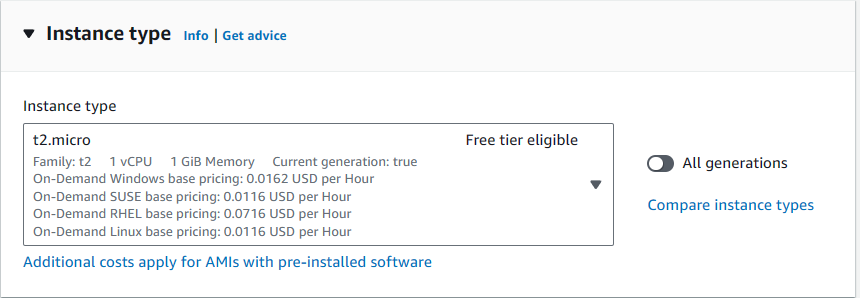 Instance type Info | Get advice
Instance type
t2.micro Free tier eligible
Family: t2 1 vCPU 1 GiB Memory Current generation: true
On-Demand Windows base pricing: 0.0162 USD per Hour
On-Demand SUSE base pricing: 0.0116 USD per Hour
On-Demand RHEL base pricing: 0.0716 USD per Hour
On-Demand Linux base pricing: 0.0116 USD per Hour
All generations
Compare instance types
Additional costs apply for AMIs with pre-installed software